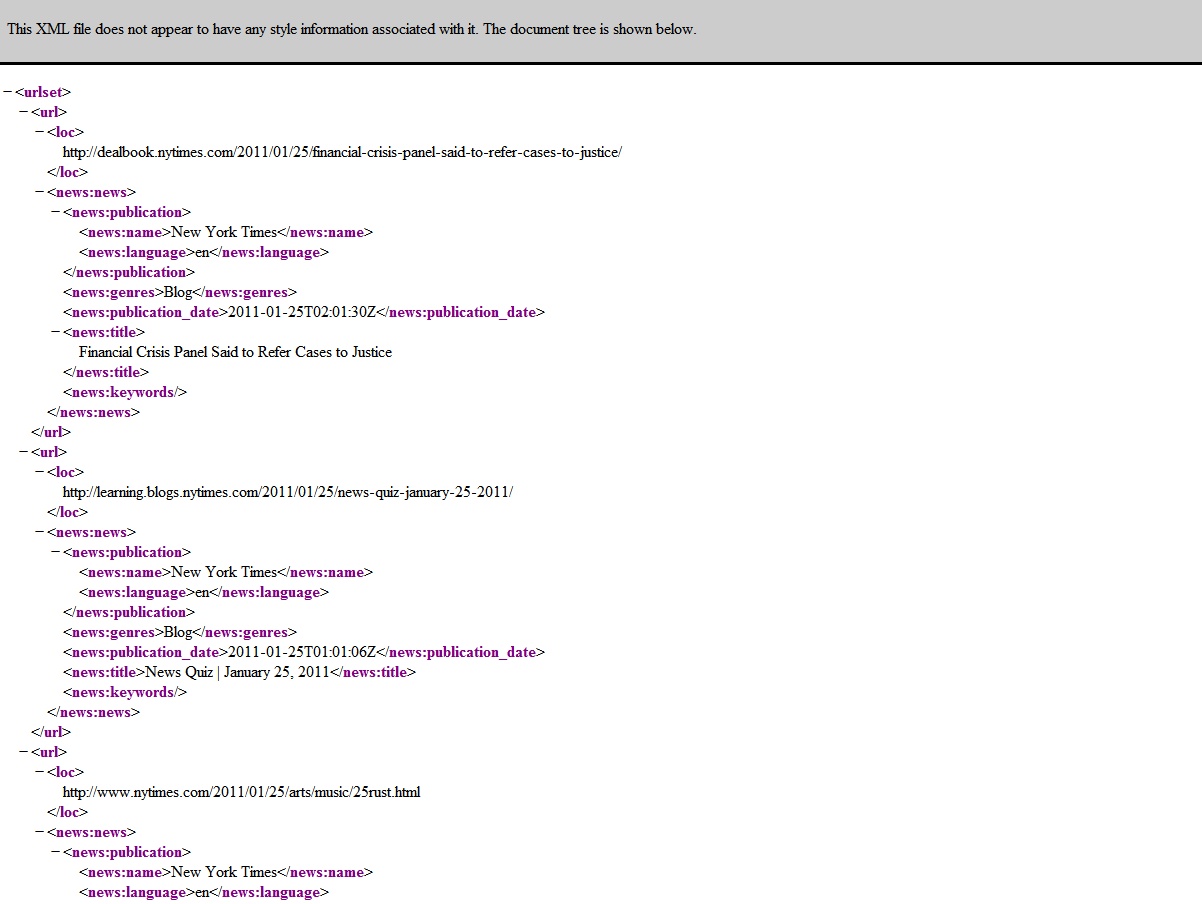 This XML file does not appear to have any style information associated with it. The document tree is shown below.
−<urlset>
−<url>
−<loc>
http://dealbook.nytimes.com/2011/01/25/financial-crisis-panel-said-to-refer-cases-to-justice/
</loc>
−<news:news>
−<news:publication>
<news:name>New York Times</news:name>
<news:language>en</news:language>
</news:publication>
<news:genres>Blog</news:genres>
<news:publication_date>2011-01-25T02:01:30Z</news:publication_date>
−<news:title>
Financial Crisis Panel Said to Refer Cases to Justice
</news:title>
<news:keywords/>
</news:news>
</url>
−<url>
−<loc>
http://learning.blogs.nytimes.com/2011/01/25/news-quiz-january-25-2011/
</loc>
−<news:news>
−<news:publication>
<news:name>New York Times</news:name>
<news:language>en</news:language>
</news:publication>
<news:genres>Blog</news:genres>
<news:publication_date>2011-01-25T01:01:06Z</news:publication_date>
<news:title>News Quiz | January 25, 2011</news:title>
<news:keywords/>
</news:news>
</url>
−<url>
−<loc>
http://www.nytimes.com/2011/01/25/arts/music/25rust.html
</loc>
−<news:news>
−<news:publication>
<news:name>New York Times</news:name>
<news:language>en</news:language>